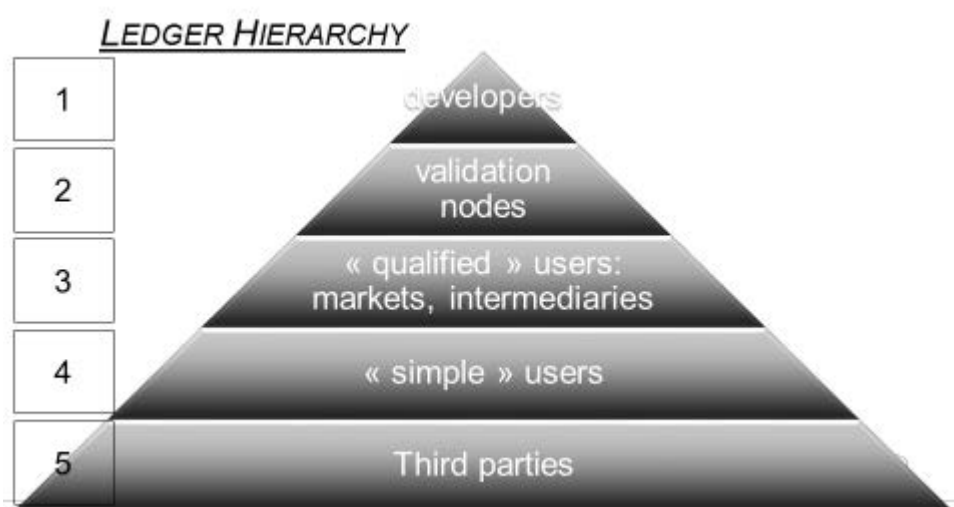 LEDGER HIERARCHY
1
developers
2
validation
nodes
3
« qualified » users:
markets, intermediaries
4
« simple » users
5
Third parties